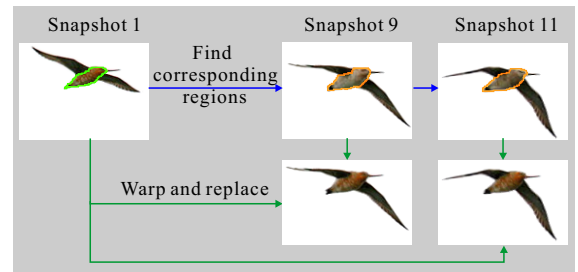 Snapshot 1
Snapshot 9
Snapshot 11
Find
corresponding
regions
Warp and replace